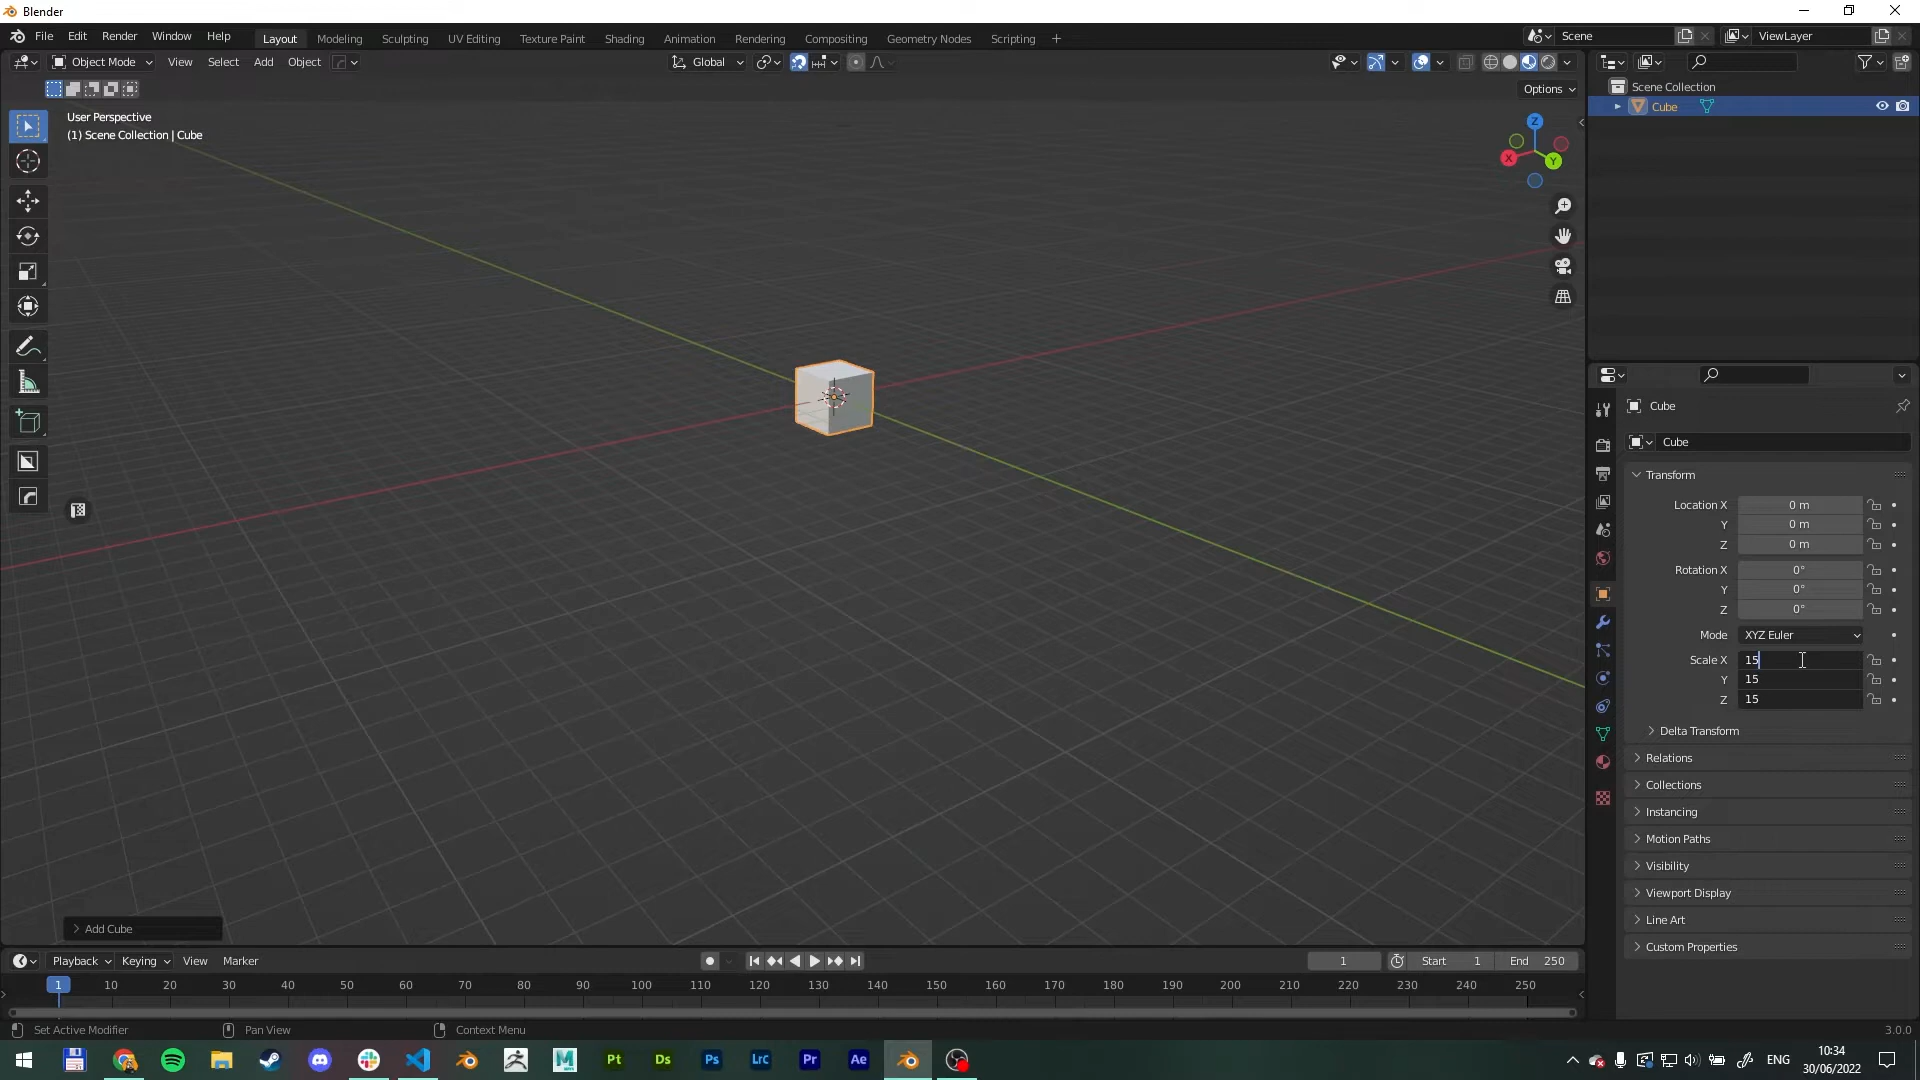 Blender
File Edit Render Window Help Layout Modeling Sculpting UV Editing Texture Paint Shading Animation Rendering Compositing Geometry Nodes Scripting + Scene ViewLayer
Object Mode View Select Add Object Global
Options
User Perspective
(1) Scene Collection | Cube
Z
X
Y
Scene Collection
Cube
Cube
Cube
Transform
Location X 0 m
Y 0 m
Z 0 m
Rotation X 0°
Y 0°
Z 0°
Mode XYZ Euler
Scale X 15
Y 15
Z 15
Delta Transform
Relations
Collections
Instancing
Motion Paths
Visibility
Viewport Display
Line Art
Custom Properties
Add Cube
Playback Keying View Marker 1 Start 1 End 250
1 10 20 30 40 50 60 70 80 90 100 110 120 130 140 150 160 170 180 190 200 210 220 230 240 250
Set Active Modifier Pan View Context Menu 3.0.0
Pt Ds Ps Lrc Pr Ae ENG 10:34
30/06/2022